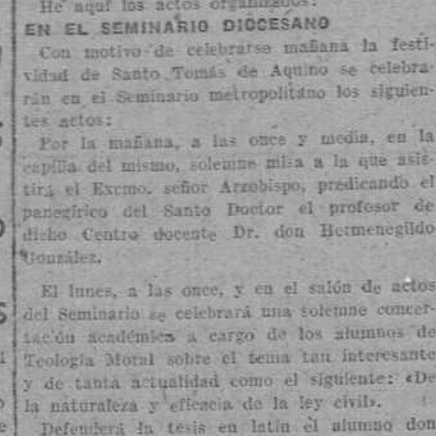 He aquí los actos organizados:
EN EL SEMINARIO DIOCESANO
Con motivo de celebrarse mañana la festi-
vidad de Santo Tomás de Aquino se celebra-
rán en el Seminario metropolitano los siguien-
tes actos:
Por la mañana, a las once y media, en la
capilla del mismo, solemne misa a la que asis-
tirá el Excmo. señor Arzobispo, predicando el
panegírico del Santo Doctor el profesor de
dicho Centro docente Dr. don Hermenegildo
González.
El lunes, a las once, y en el salón de actos
del Seminario se celebrará una solemne concer-
tación académica a cargo de los alumnos de
Teología Moral sobre el tema tan interesante
y de tanta actualidad como el siguiente: «De
la naturaleza y eficacia de la ley civil».
Defenderá la tesis en latín el alumno don